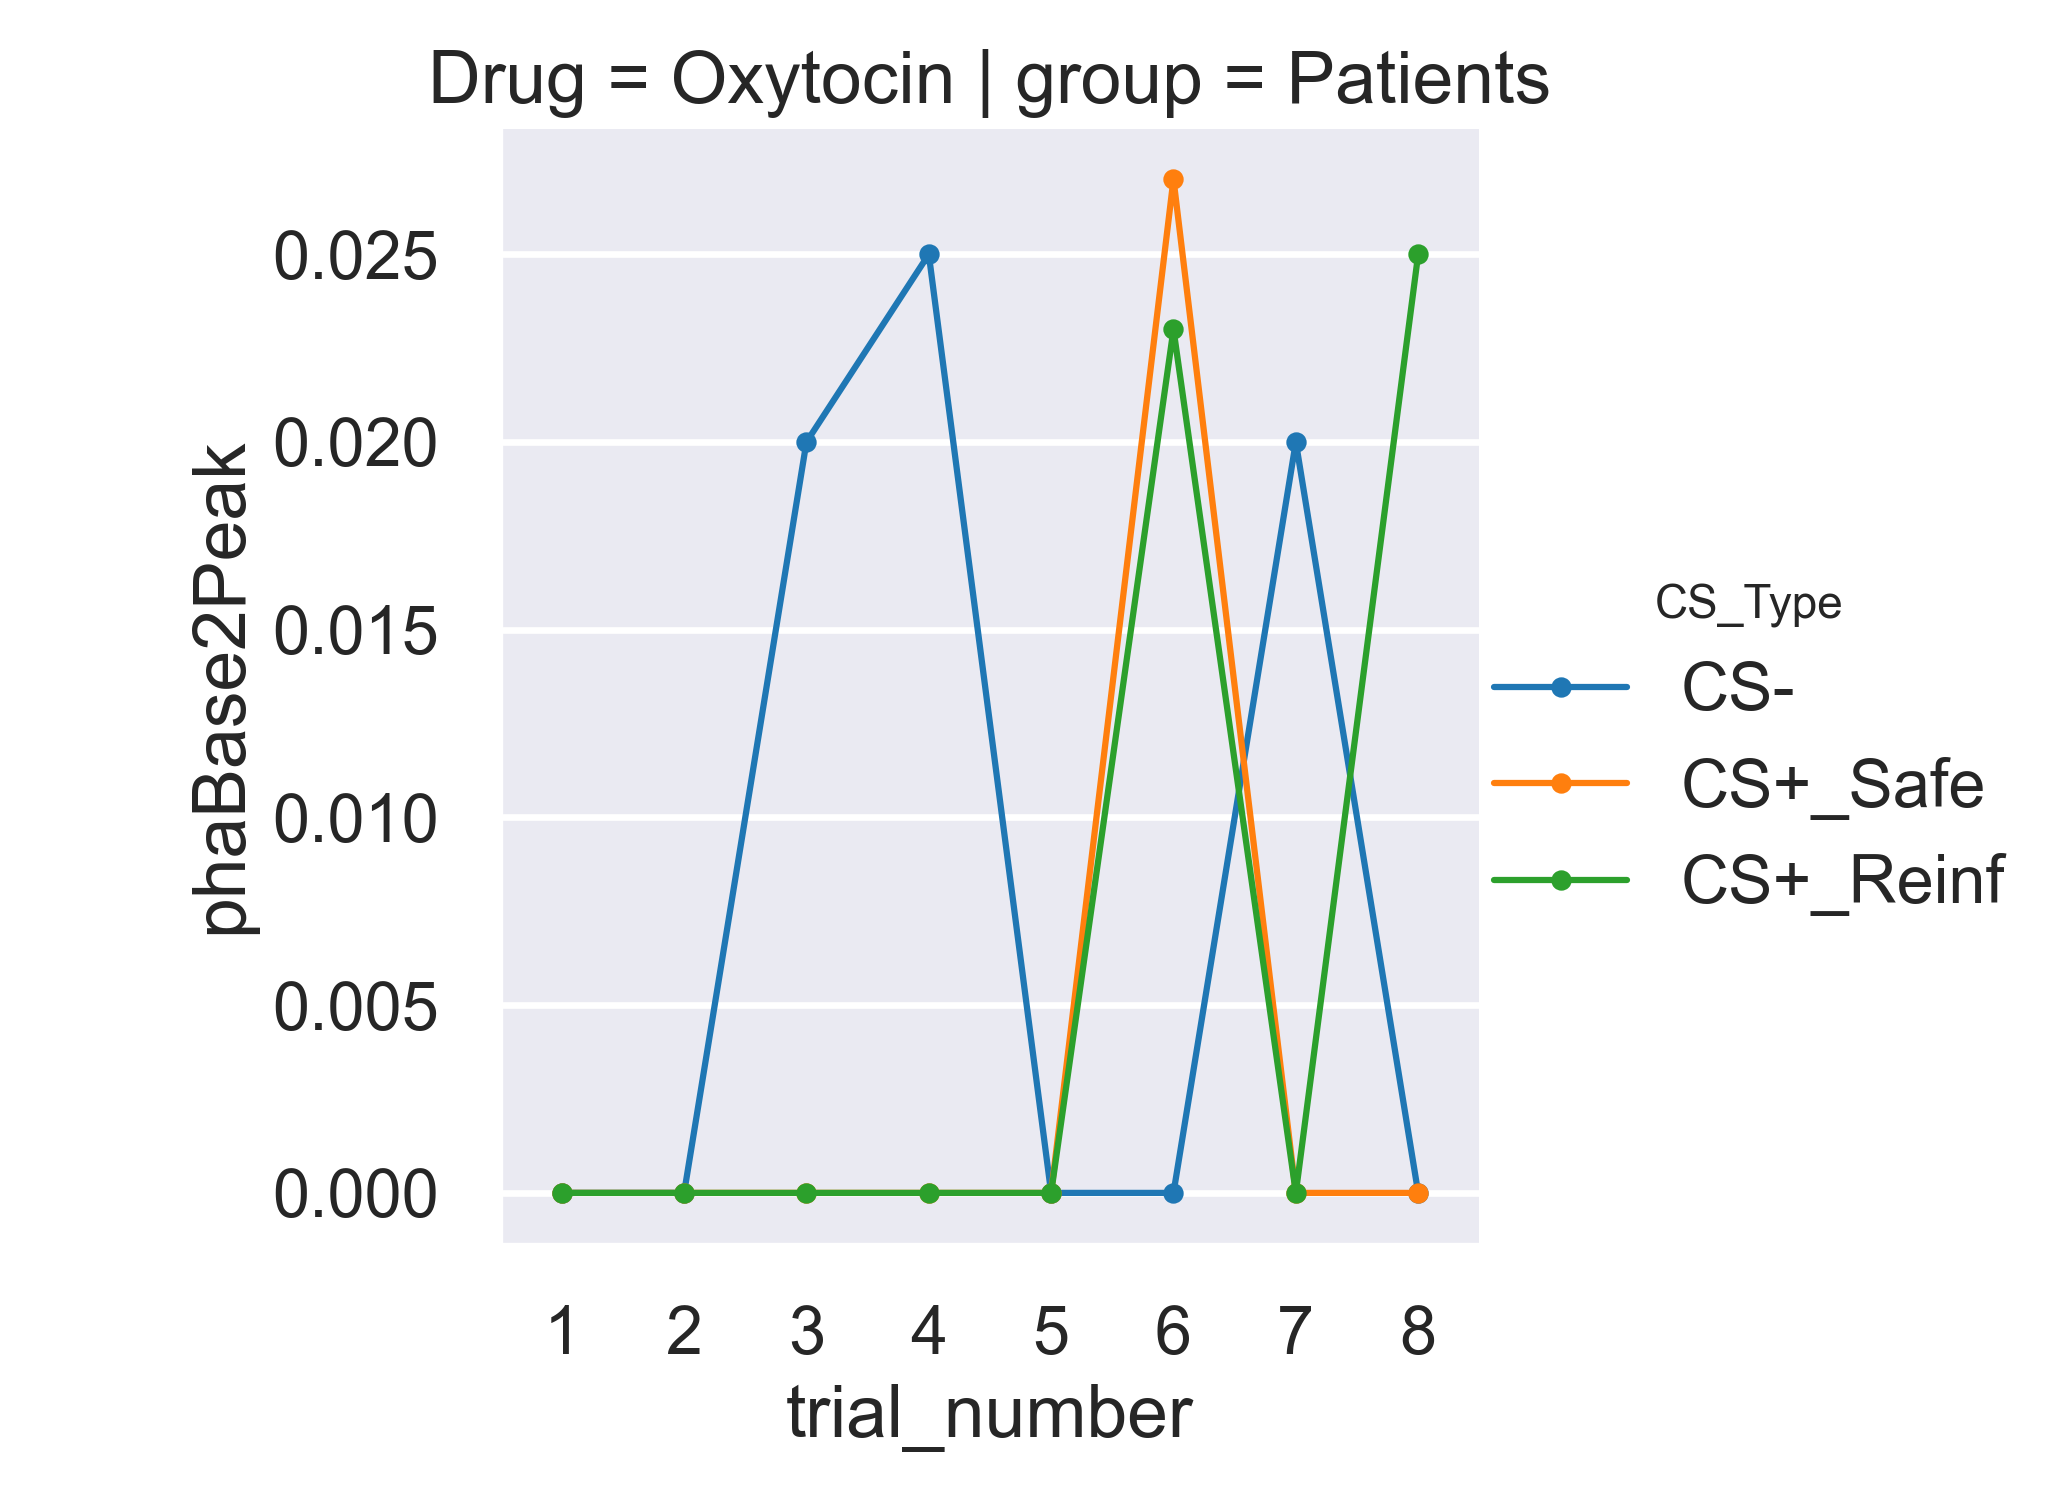 Drug = Oxytocin | group = Patients
phaBase2Peak
0.025
0.020
0.015
0.010
0.005
0.000
1 2 3 4 5 6 7 8
trial_number
CS_Type
CS-
CS+_Safe
CS+_Reinf